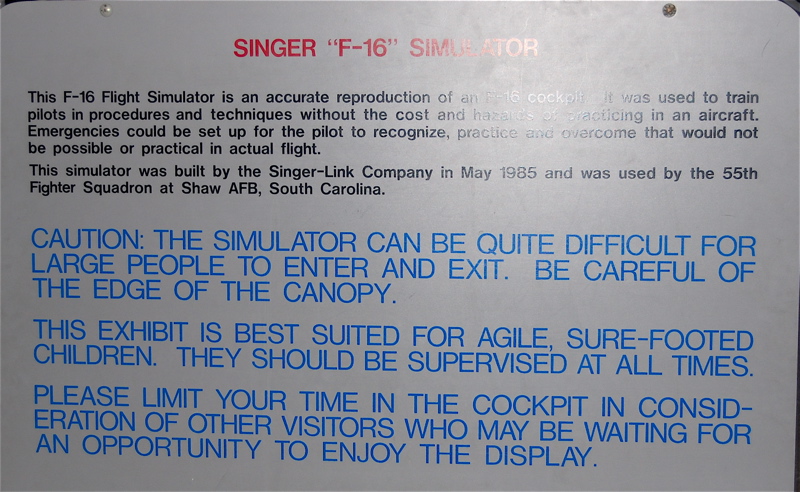 SINGER "F-16" SIMULATOR
This F-16 Flight Simulator is an accurate reproduction of an F-16 cockpit. It was used to train
pilots in procedures and techniques without the cost and hazards of practicing in an aircraft.
Emergencies could be set up for the pilot to recognize, practice and overcome that would not
be possible or practical in actual flight.
This simulator was built by the Singer-Link Company in May 1985 and was used by the 55th
Fighter Squadron at Shaw AFB, South Carolina.
CAUTION: THE SIMULATOR CAN BE QUITE DIFFICULT FOR
LARGE PEOPLE TO ENTER AND EXIT. BE CAREFUL OF
THE EDGE OF THE CANOPY.
THIS EXHIBIT IS BEST SUITED FOR AGILE, SURE-FOOTED
CHILDREN. THEY SHOULD BE SUPERVISED AT ALL TIMES.
PLEASE LIMIT YOUR TIME IN THE COCKPIT IN CONSID-
ERATION OF OTHER VISITORS WHO MAY BE WAITING FOR
AN OPPORTUNITY TO ENJOY THE DISPLAY.